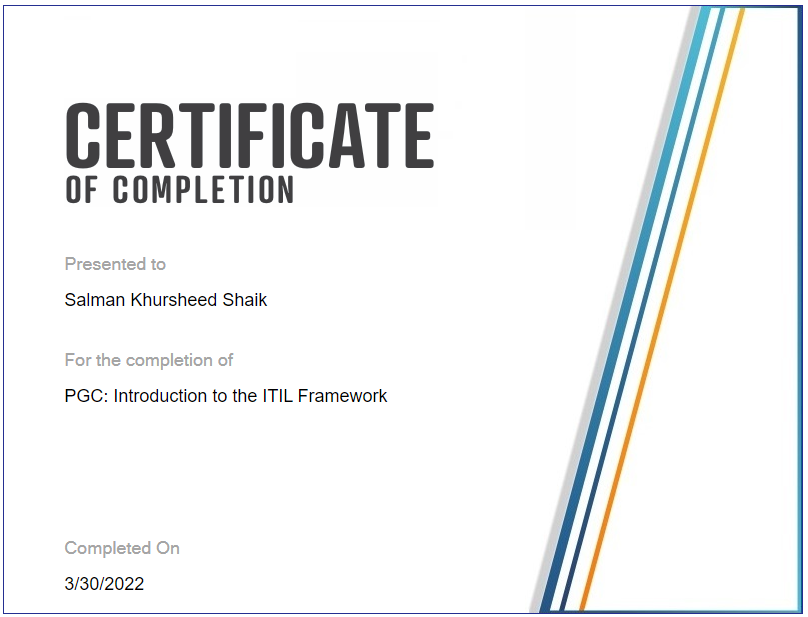 CERTIFICATE
OF COMPLETION
Presented to
Salman Khursheed Shaik
For the completion of
PGC: Introduction to the ITIL Framework
Completed On
3/30/2022